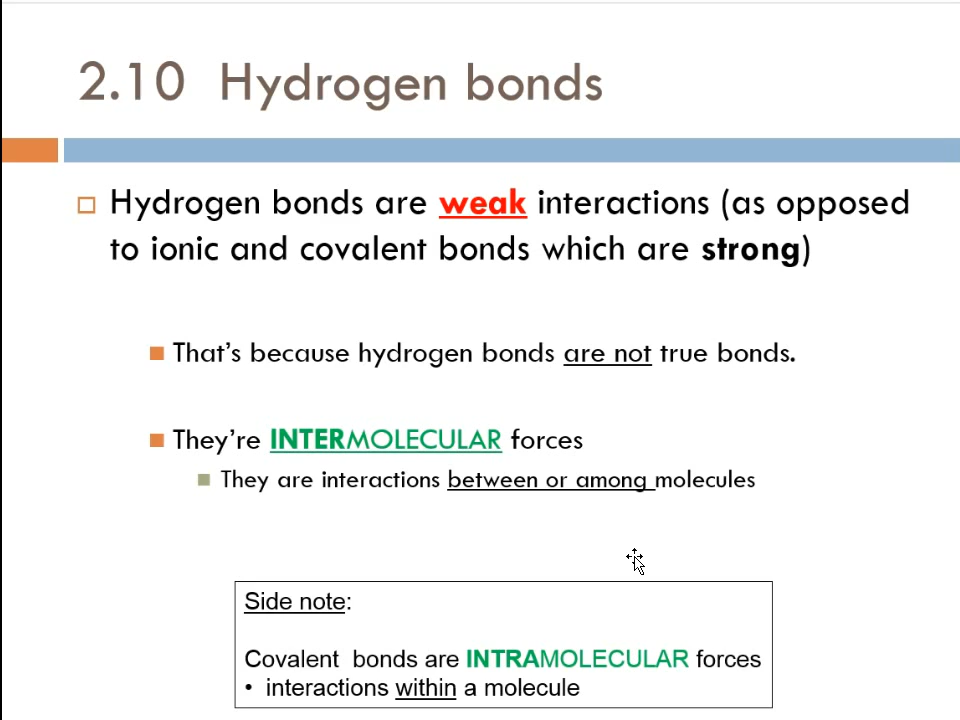 2.10 Hydrogen bonds
Hydrogen bonds are weak interactions (as opposed
to ionic and covalent bonds which are strong)
That's because hydrogen bonds are not true bonds.
They're INTERMOLECULAR forces
They are interactions between or among molecules
Side note:
Covalent bonds are INTRAMOLECULAR forces
• interactions within a molecule